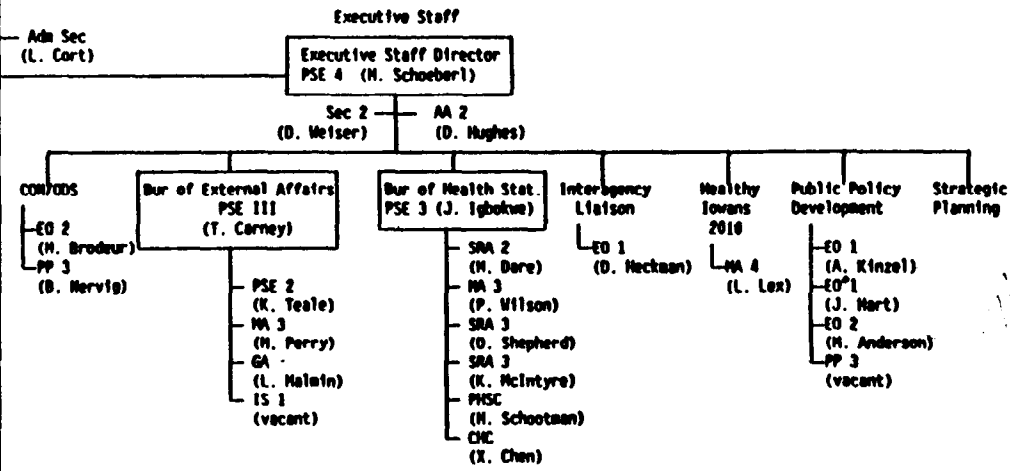 Executive Staff
Adm Sec
(L. Cort)
Executive Staff Director
PSE 4 (M. Schoeberl)
Sec 2
(D. Weiser)
AA 2
(D. Hughes)
COM/ODS
EO 2
(M. Brodeur)
PP 3
(B. Nervig)
Bur of External Affairs
PSE III
(T. Carney)
PSE 2
(K. Teale)
MA 3
(M. Perry)
GA
(L. Malmin)
IS 1
(vacant)
Bur of Health Stat.
PSE 3 (J. Igbokwe)
SRA 2
(M. Dare)
MA 3
(P. Wilson)
SRA 3
(D. Shepherd)
SRA 3
(K. McIntyre)
PHSC
(M. Schootman)
CHC
(X. Chen)
Interagency
Liaison
EO 1
(D. Heckman)
Healthy
Iowans
2010
MA 4
(L. Lex)
Public Policy
Development
EO 1
(A. Kinzel)
EO 1
(J. Hart)
EO 2
(M. Anderson)
PP 3
(vacant)
Strategic
Planning